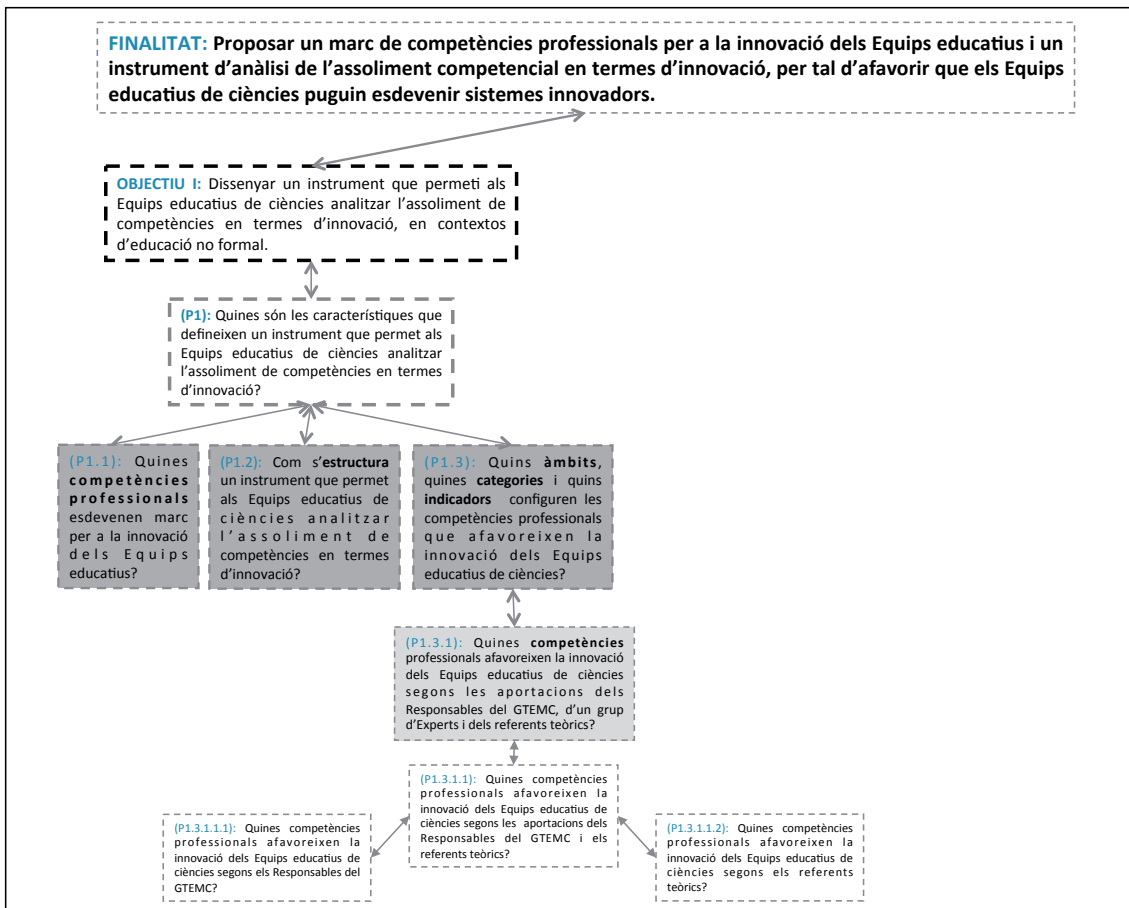 FINALITAT: Proposar un marc de competències professionals per a la innovació dels Equips educatius i un
instrument d'anàlisi de l'assoliment competencial en termes d'innovació, per tal d'afavorir que els Equips
educatius de ciències puguin esdevenir sistemes innovadors.
OBJECTIU I: Dissenyar un instrument que permeti als
Equips educatius de ciències analitzar l'assoliment de
competències en termes d'innovació, en contextos
d'educació no formal.
(P1): Quines són les característiques que
defineixen un instrument que permet als
Equips educatius de ciències analitzar
l'assoliment de competències en termes
d'innovació?
(P1.1): Quines
competències
professionals
esdevenen marc
per a la innovació
dels Equips
educatius?
(P1.2): Com s'estructura
un instrument que permet
als Equips educatius de
ciències analitzar
l'assoliment de
competències en termes
d'innovació?
(P1.3): Quins àmbits,
quines categories i quins
indicadors configuren les
competències professionals
que afavoreixen la
innovació dels Equips
educatius de ciències?
(P1.3.1): Quines competències
professionals afavoreixen la innovació
dels Equips educatius de ciències
segons les aportacions dels
Responsables del GTEMC, d'un grup
d'Experts i dels referents teòrics?
(P1.3.1.1): Quines competències
professionals afavoreixen la
innovació dels Equips educatius de
ciències segons les aportacions dels
Responsables del GTEMC i els
referents teòrics?
(P1.3.1.1.1): Quines competències
professionals afavoreixen la
innovació dels Equips educatius de
ciències segons els Responsables del
GTEMC?
(P1.3.1.1.2): Quines competències
professionals afavoreixen la
innovació dels Equips educatius de
ciències segons els referents
teòrics?